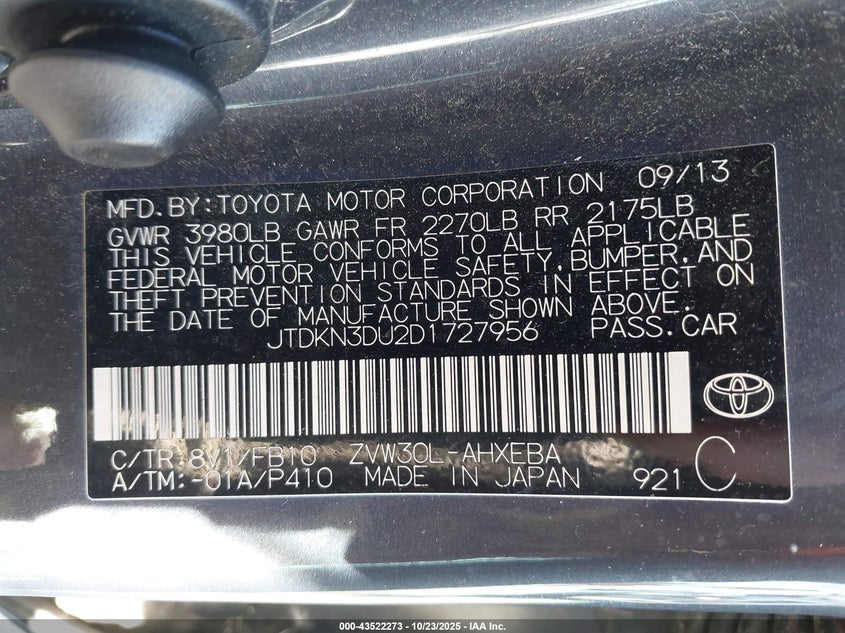 MFD. BY: TOYOTA MOTOR CORPORATION 09/13
GVWR 3980LB GAWR FR 2270LB RR 2175LB
THIS VEHICLE CONFORMS TO ALL APPLICABLE
FEDERAL MOTOR VEHICLE SAFETY, BUMPER, AND
THEFT PREVENTION STANDARDS IN EFFECT ON
THE DATE OF MANUFACTURE SHOWN ABOVE.
JTDKN3DU2D1727956 PASS. CAR
C/TR: 8V1/FB10 ZVW30L-AHXEBA
A/TM: -01A/P410 MADE IN JAPAN 921 C
000-43522273 - 10/23/2025 - IAA Inc.